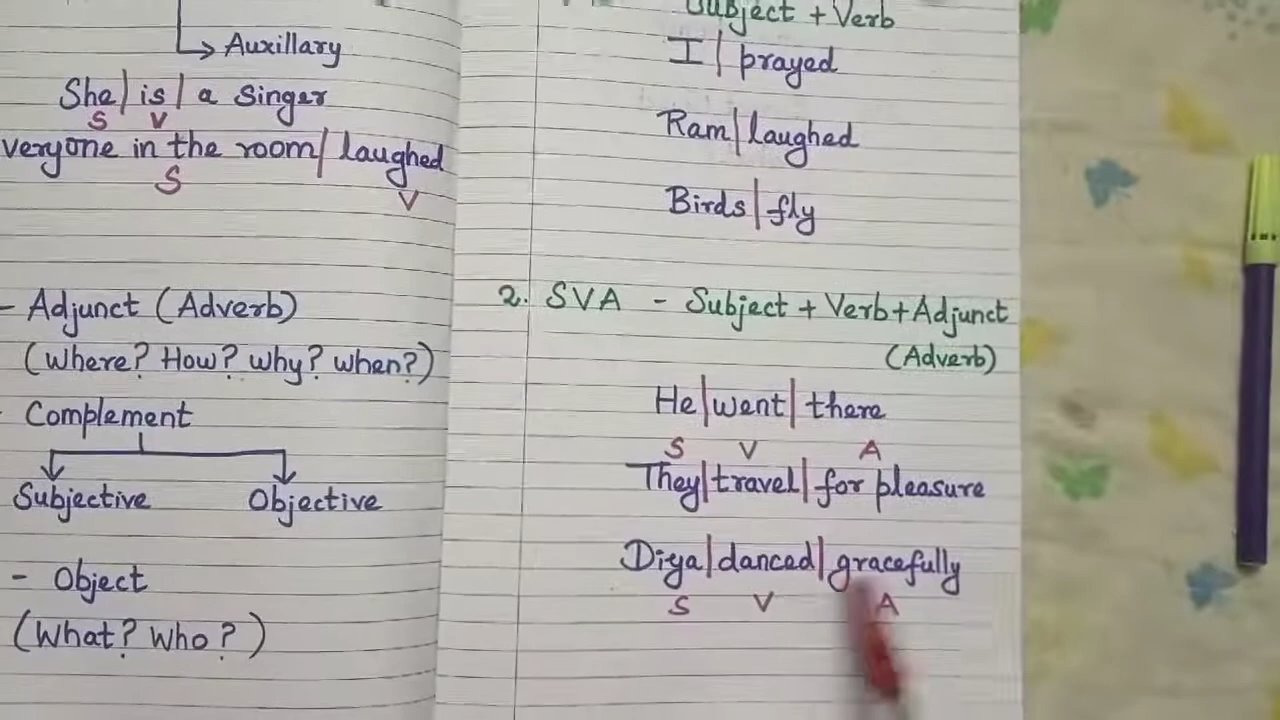 Auxillary
She| is | a Singer
S V
veryone in the room| laughed
S
V
- Adjunct (Adverb)
(Where? How? Why? When?)
Complement
Subjective Objective
- Object
(What? Who?)
Subject + Verb
I | prayed
Ram | laughed
Birds | fly
2. SVA - Subject + Verb + Adjunct
(Adverb)
He | went | there
S V A
They | travel | for pleasure
Diya | danced | gracefully
S V A